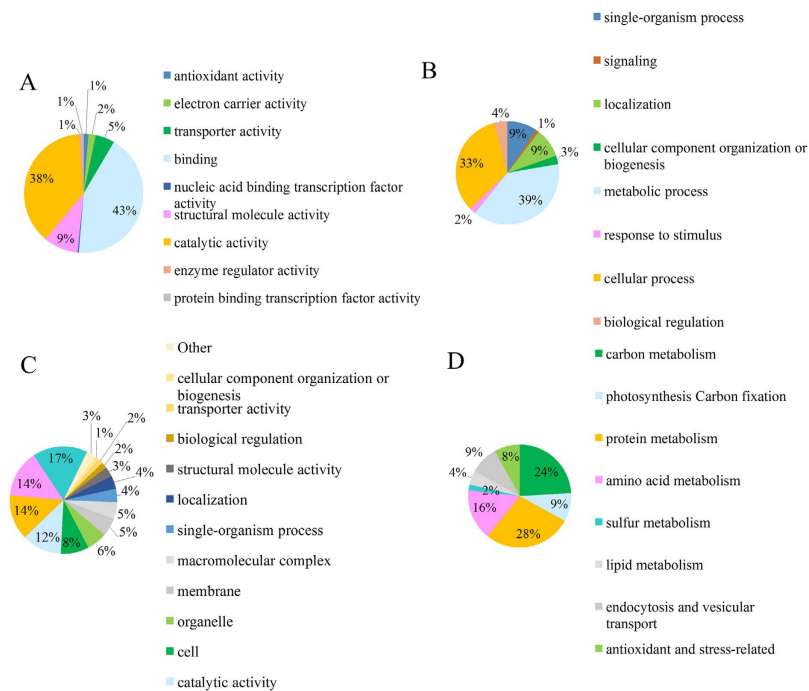 A
1%
1%
2%
1%
5%
38%
43%
9%
antioxidant activity
electron carrier activity
transporter activity
binding
nucleic acid binding transcription factor
activity
structural molecule activity
catalytic activity
enzyme regulator activity
protein binding transcription factor activity
B
4%
1%
9%
9%
3%
33%
39%
2%
single-organism process
signaling
localization
cellular component organization or
biogenesis
metabolic process
response to stimulus
cellular process
biological regulation
C
3%
1%
2%
2%
3%
4%
4%
5%
5%
6%
8%
12%
14%
14%
17%
Other
cellular component organization or
biogenesis
transporter activity
biological regulation
structural molecule activity
localization
single-organism process
macromolecular complex
membrane
organelle
cell
catalytic activity
D
9%
8%
24%
4%
2%
9%
16%
28%
carbon metabolism
photosynthesis Carbon fixation
protein metabolism
amino acid metabolism
sulfur metabolism
lipid metabolism
endocytosis and vesicular
transport
antioxidant and stress-related